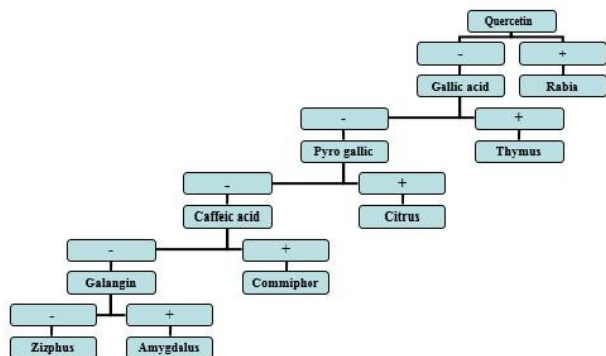 Quercetin
- +
Gallic acid Rabia
- +
Pyro gallic Thymus
- +
Caffeic acid Citrus
- +
Galangin Commiphor
- +
Zizphus Amygdalus